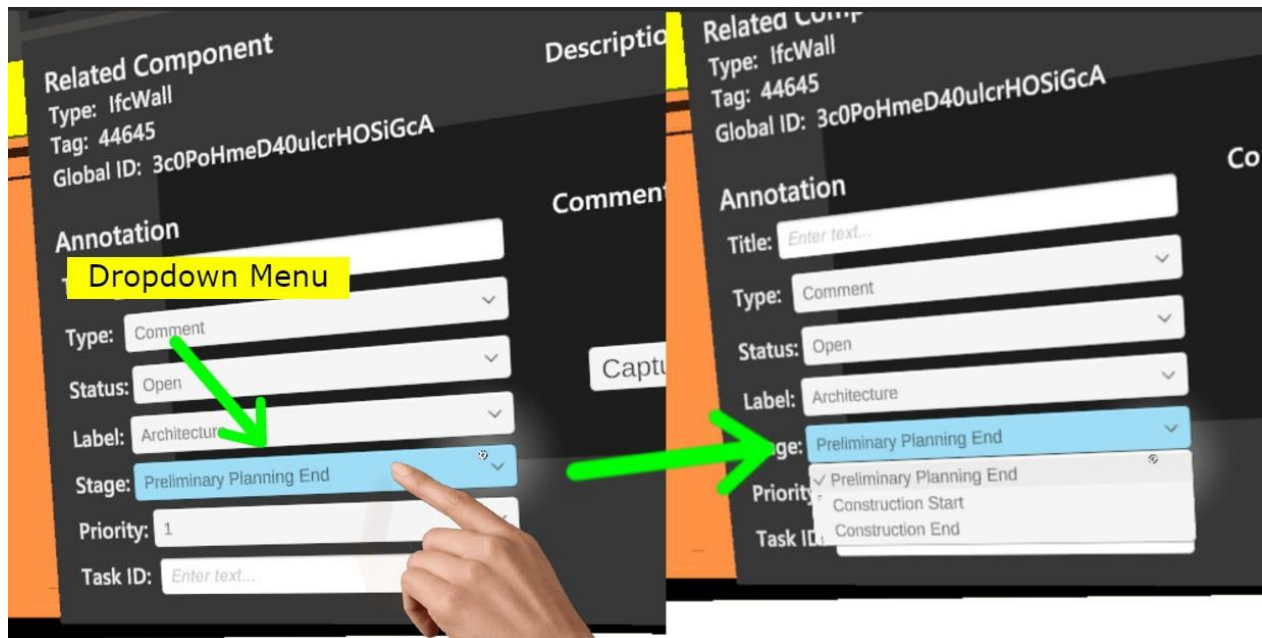 Related Component
Type: IfcWall
Tag: 44645
Global ID: 3c0PoHmeD40ulcrHOSiGcA
Annotation
Dropdown Menu
Type: Comment
Status: Open
Label: Architecture
Stage: Preliminary Planning End
Priority: 1
Task ID: Enter text...
Descriptio
Comment
Captu
Related Comp
Type: IfcWall
Tag: 44645
Global ID: 3c0PoHmeD40ulcrHOSiGcA
Annotation
Title: Enter text...
Type: Comment
Status: Open
Label: Architecture
ge: Preliminary Planning End
Preliminary Planning End
Priority
Construction Start
Construction End
Task ID
Co